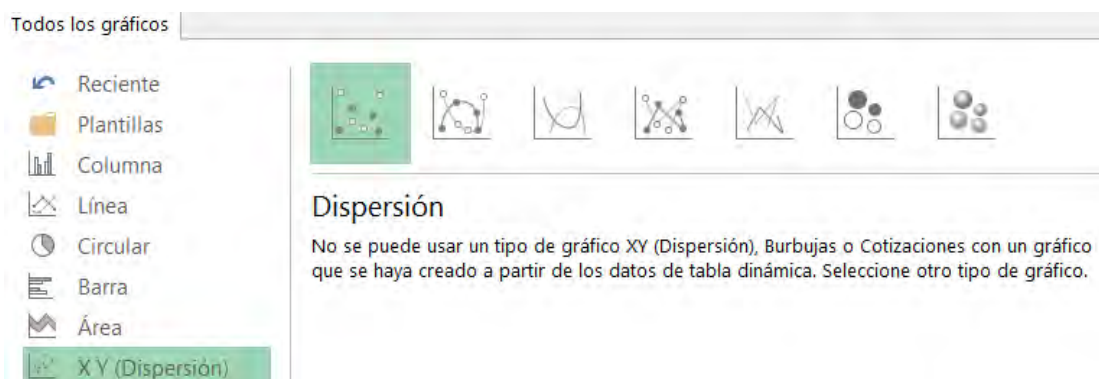 Todos los gráficos
Reciente
Plantillas
Columna
Línea
Circular
Barra
Área
X Y (Dispersión)
Dispersión
No se puede usar un tipo de gráfico XY (Dispersión), Burbujas o Cotizaciones con un gráfico
que se haya creado a partir de los datos de tabla dinámica. Seleccione otro tipo de gráfico.